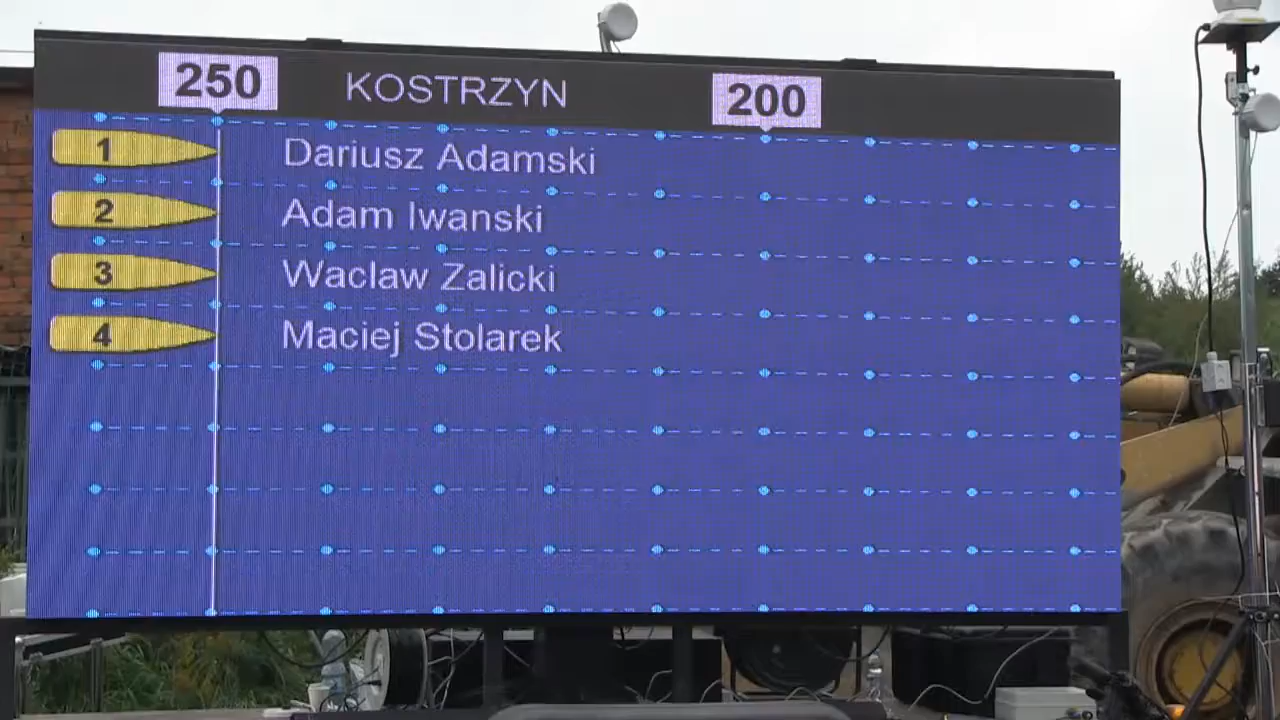 250 KOSTRZYN 200
1 Dariusz Adamski
2 Adam Iwanski
3 Waclaw Zalicki
4 Maciej Stolarek